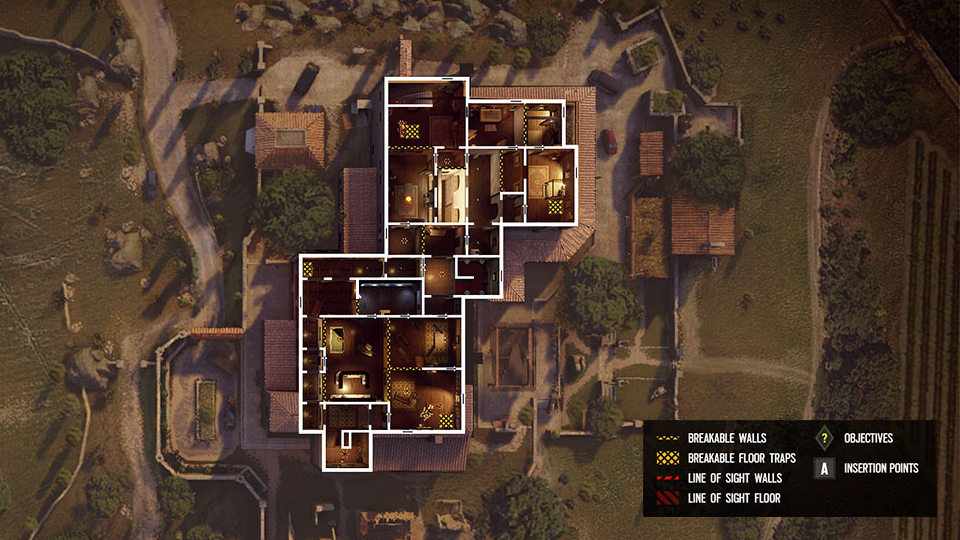 BREAKABLE WALLS
BREAKABLE FLOOR TRAPS
LINE OF SIGHT WALLS
LINE OF SIGHT FLOOR
? OBJECTIVES
A INSERTION POINTS